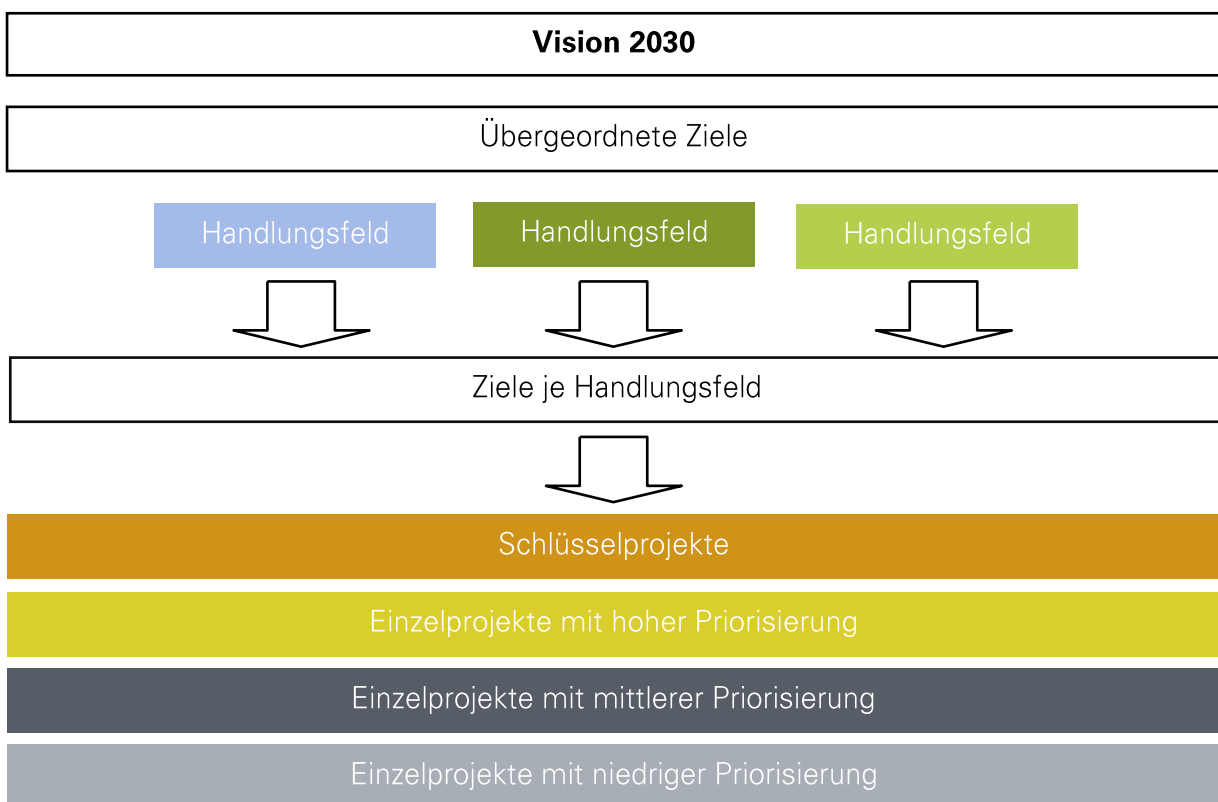 Vision 2030
Übergeordnete Ziele
Handlungsfeld
Handlungsfeld
Handlungsfeld
Ziele je Handlungsfeld
Schlüsselprojekte
Einzelprojekte mit hoher Priorisierung
Einzelprojekte mit mittlerer Priorisierung
Einzelprojekte mit niedriger Priorisierung